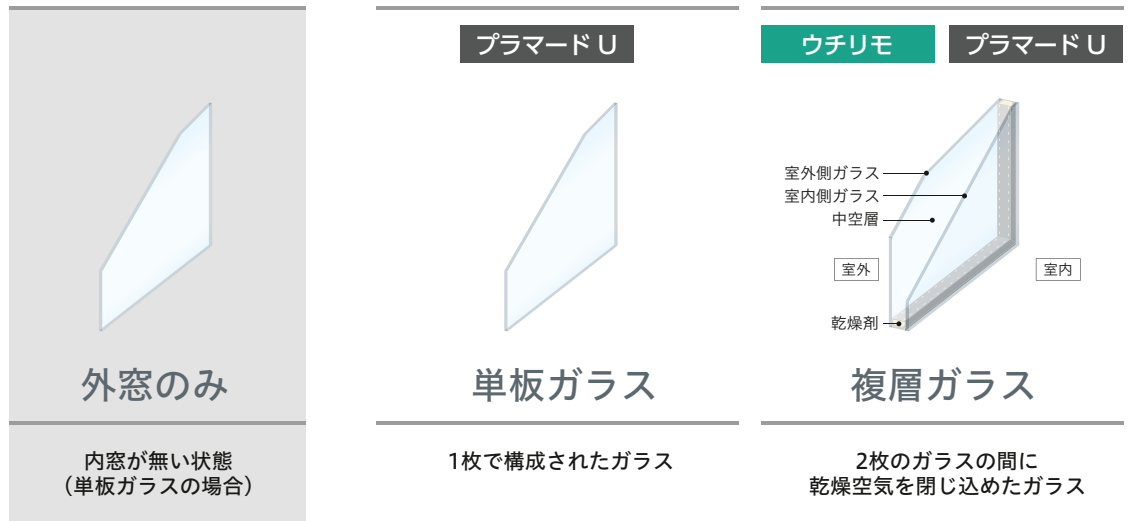 外窓のみ
内窓が無い状態
(単板ガラスの場合)
プラマードU
単板ガラス
1枚で構成されたガラス
ウチリモ
プラマードU
室外側ガラス
室内側ガラス
中空層
室外
室内
乾燥剤
複層ガラス
2枚のガラスの間に
乾燥空気を閉じ込めたガラス